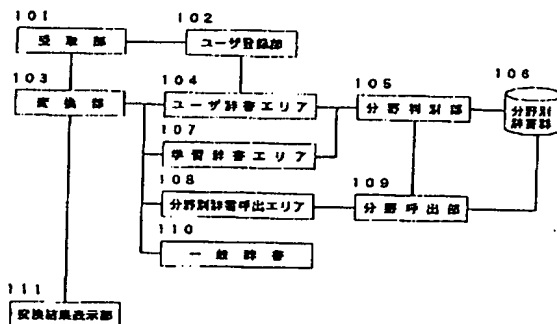 101
受取部
102
ユーザ登録部
103
変換部
104
ユーザ辞書エリア
105
分野判別部
106
分野別
辞書群
107
学習辞書エリア
108
分野別辞書呼出エリア
109
分野呼出部
110
一般辞書
111
変換結果表示部